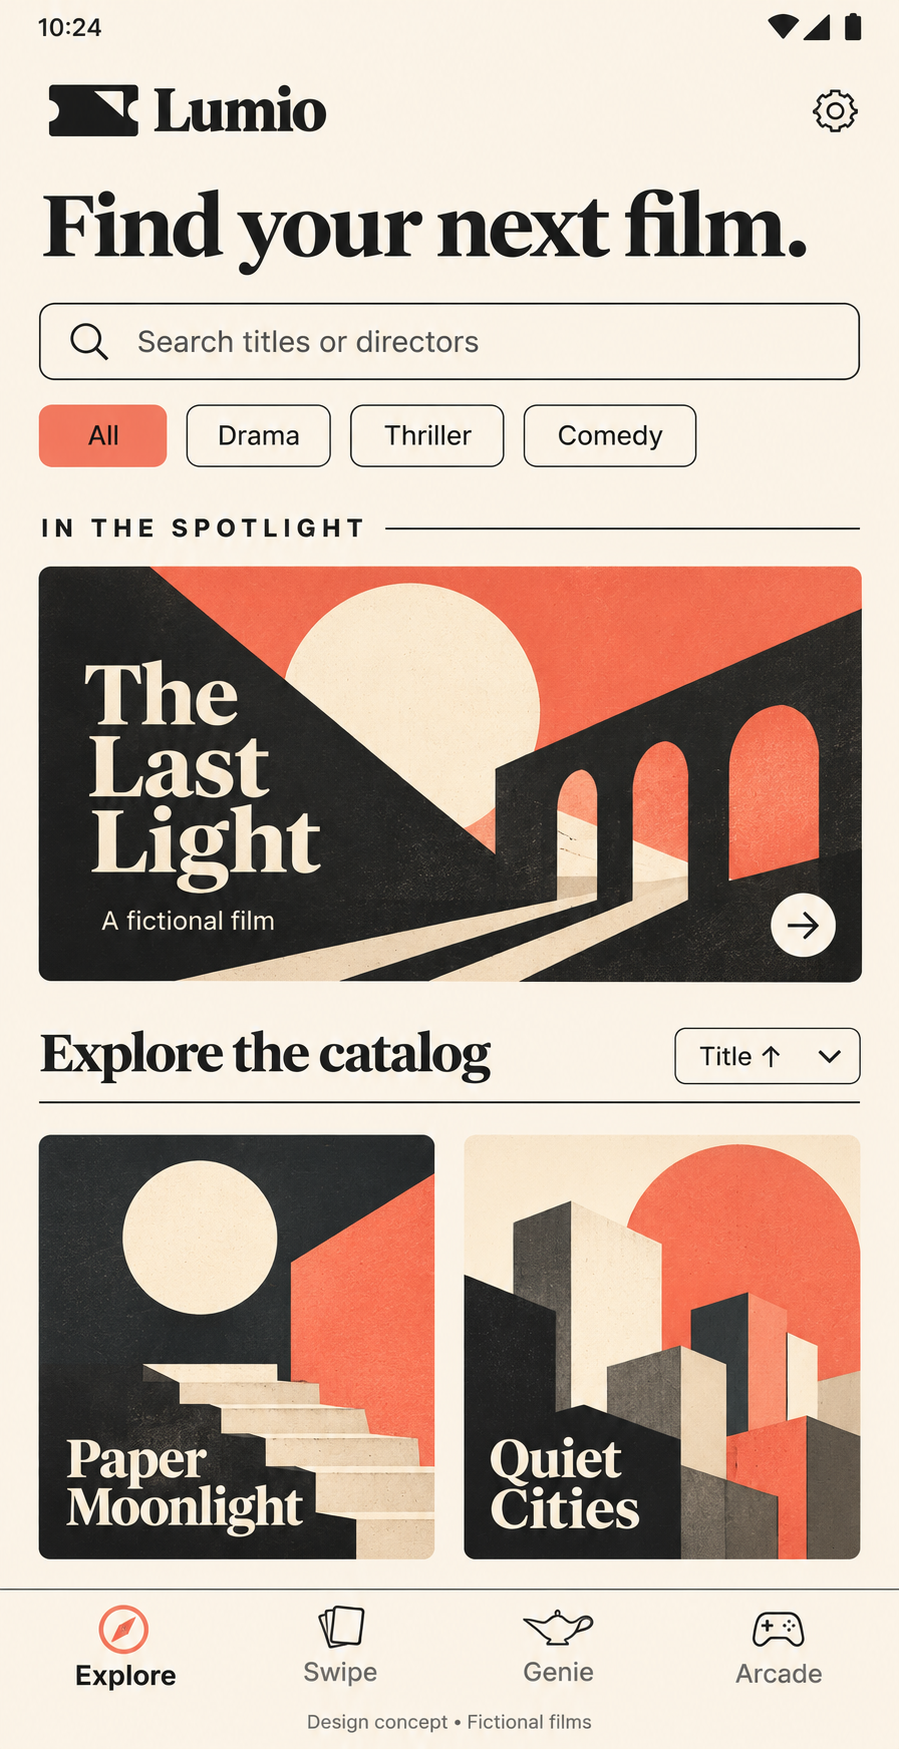 10:24
Lumio
Find your next film.
Search titles or directors
All
Drama
Thriller
Comedy
IN THE SPOTLIGHT
The
Last
Light
A fictional film
Explore the catalog
Title ↑
Paper
Moonlight
Quiet
Cities
Explore
Swipe
Genie
Arcade
Design concept • Fictional films